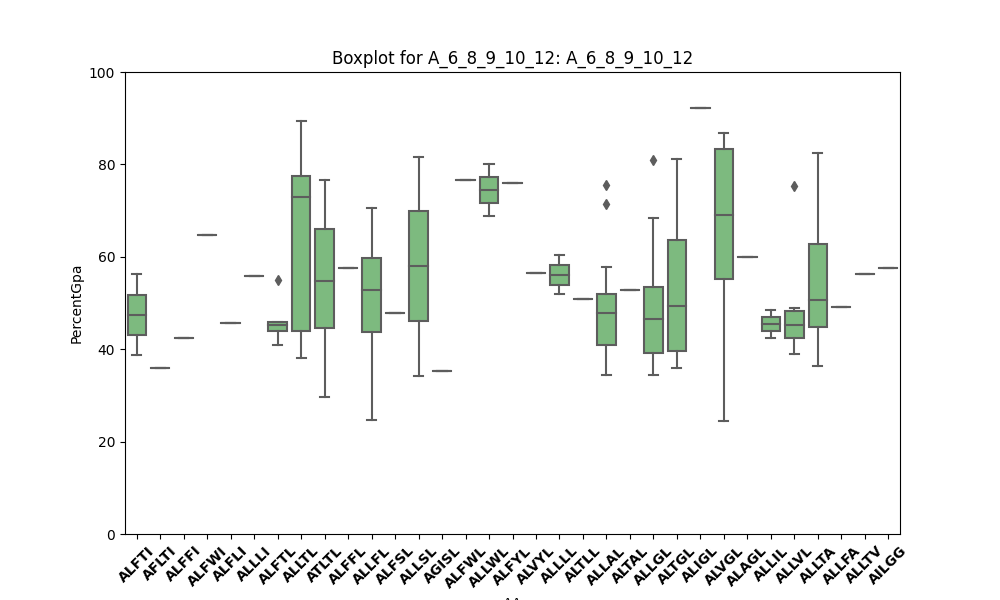 Boxplot for A_6_8_9_10_12: A_6_8_9_10_12
100
80
60
40
20
0
PercentGpa
ALFTI AFLTI ALFFI ALFWI AFLFI ALLLI ALFTL ALLTL ATLTL ALFFL ALLFL ALFSL ALLSL AGISL ALFWL ALLWL ALFYL ALVYL ALLLL ALTLL ALLAL ALTAL ALLGL ALTGL ALIGL ALVGL ALAGL ALLIL ALLVL ALLTA ALLFA ALLTV AILGG